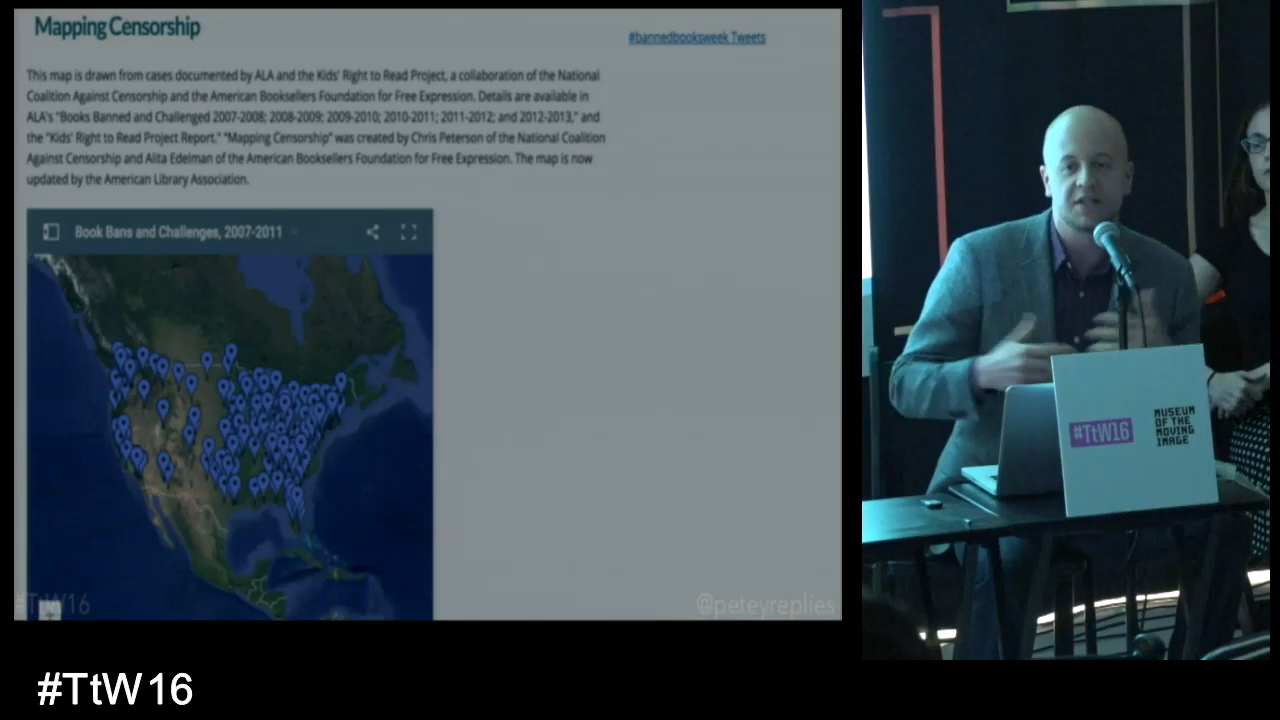 Mapping Censorship
#bannedbooksweek Tweets
This map is drawn from cases documented by ALA and the Kids' Right to Read Project, a collaboration of the National
Coalition Against Censorship and the American Booksellers Foundation for Free Expression. Details are available in
ALA's "Books Banned and Challenged 2007-2008; 2008-2009; 2009-2010; 2010-2011; 2011-2012; and 2012-2013," and
the "Kids' Right to Read Project Report." "Mapping Censorship" was created by Chris Peterson of the National Coalition
Against Censorship and Alita Edelman of the American Booksellers Foundation for Free Expression. The map is now
updated by the American Library Association.
Book Bans and Challenges, 2007-2011
#TtW16
@peteyreplies
#TtW16
MUSEUM
OF THE
MOVING
IMAGE
#TtW16